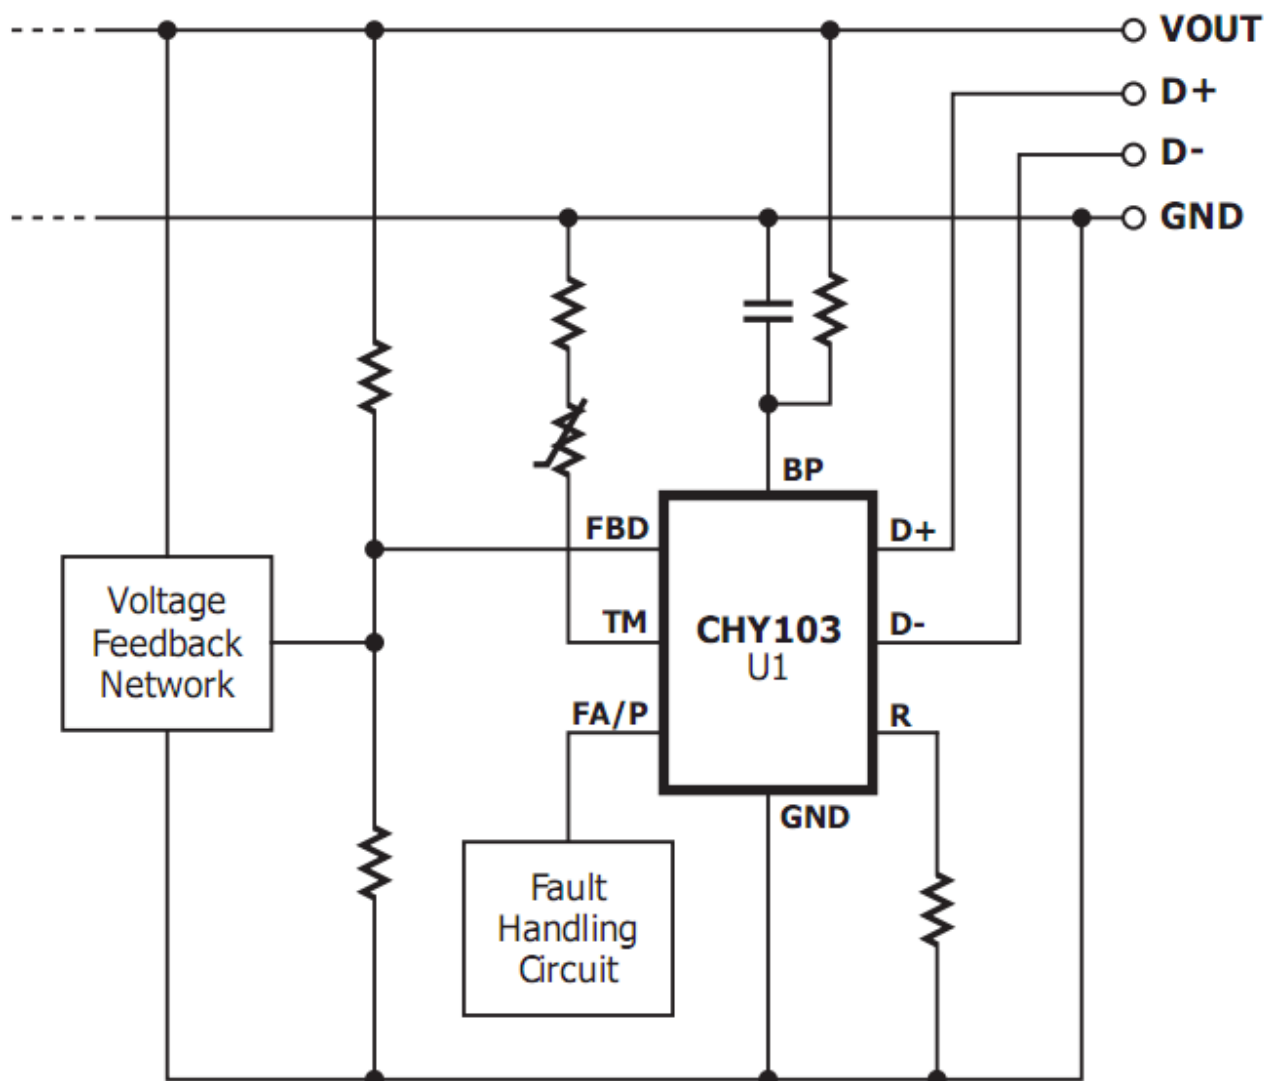 VOUT
D+
D-
GND
BP
FBD
D+
TM
CHY103
U1
D-
FA/P
R
GND
Voltage
Feedback
Network
Fault
Handling
Circuit